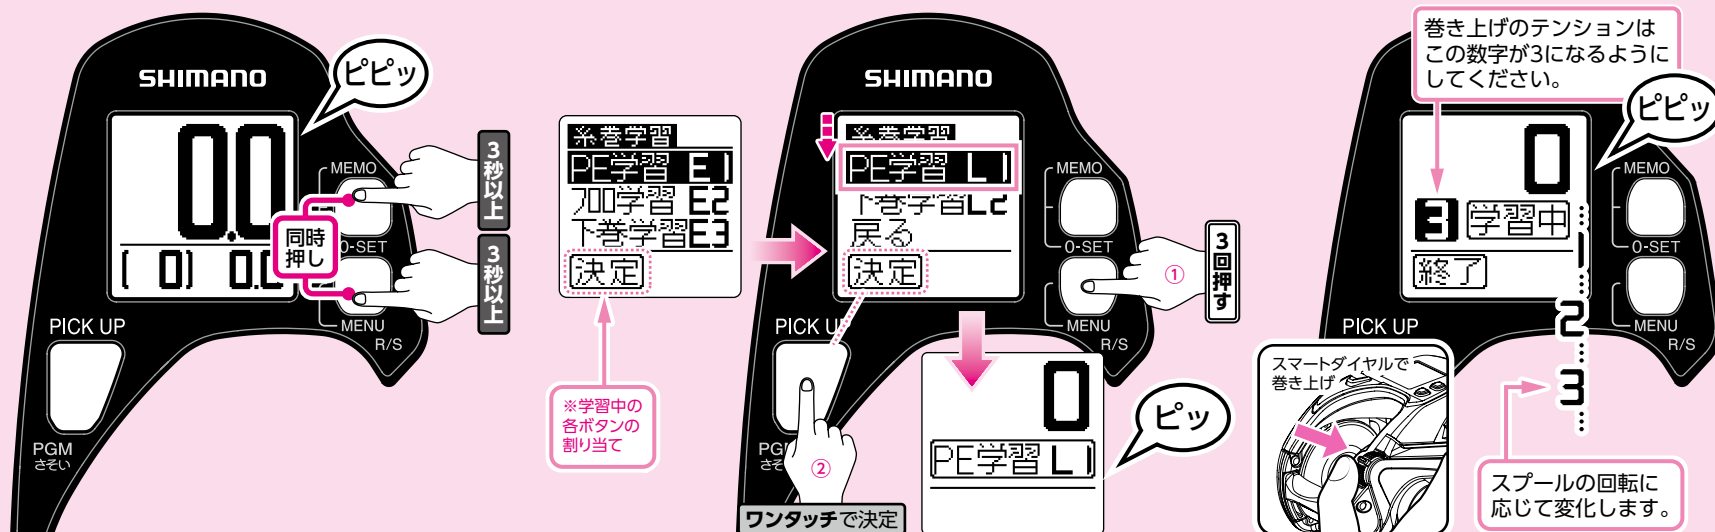 SHIMANO
ピピッ
0.0
( 0) 0.0
MEMO
0-SET
MENU
R/S
同時
押し
3秒以上
3秒以上
PICK UP
PGM
さそい
糸巻学習
PE学習 E1
フロロ学習 E2
下巻学習E3
決定
※学習中の
各ボタンの
割り当て
SHIMANO
糸巻学習
PE学習 L1
下巻学習L2
戻る
決定
MEMO
0-SET
MENU
R/S
①
3回押す
PICK UP
PGM
さそい
②
ワンタッチで決定
0
PE学習 L1
ピッ
巻き上げのテンションは
この数字が3になるように
してください。
ピピッ
0
3 学習中
終了
MEMO
0-SET
MENU
R/S
1
2
3
PICK UP
スマートダイヤルで
巻き上げ
スプールの回転に
応じて変化します。